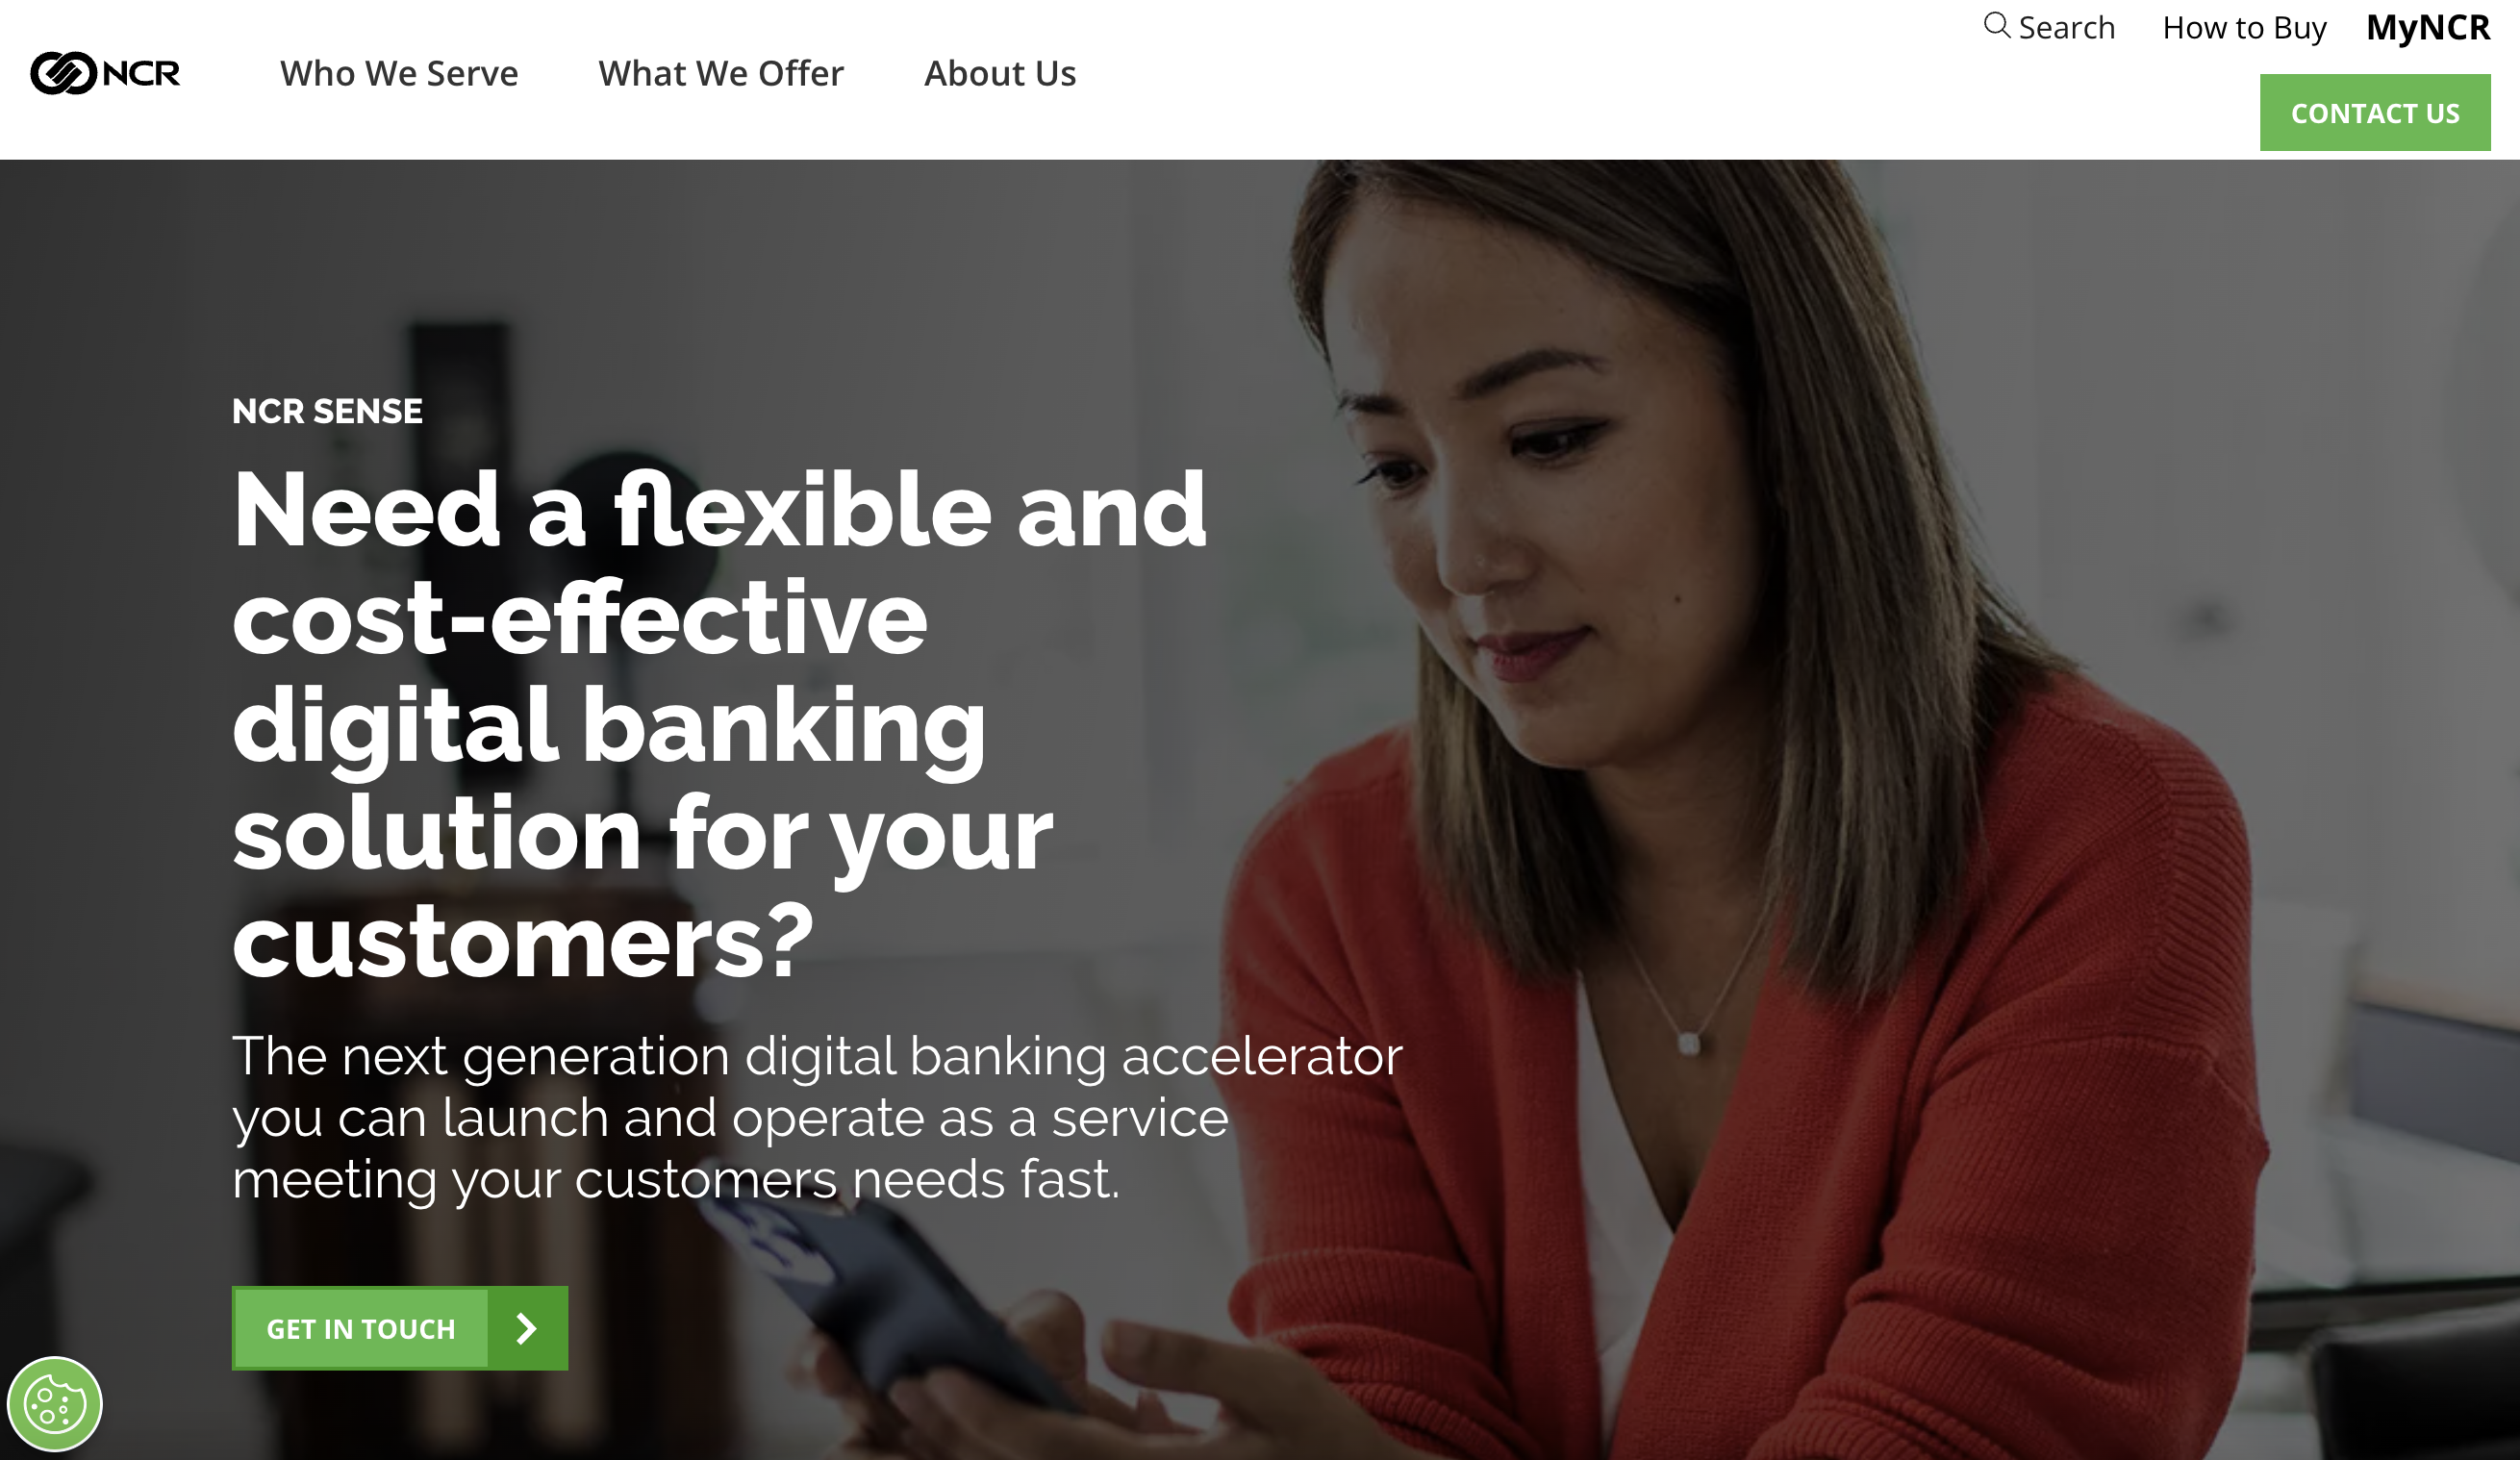 Search
How to Buy
MyNCR
NCR
Who We Serve
What We Offer
About Us
CONTACT US
NCR SENSE
Need a flexible and
cost-effective
digital banking
solution for your
customers?
The next generation digital banking accelerator
you can launch and operate as a service
meeting your customers needs fast.
GET IN TOUCH